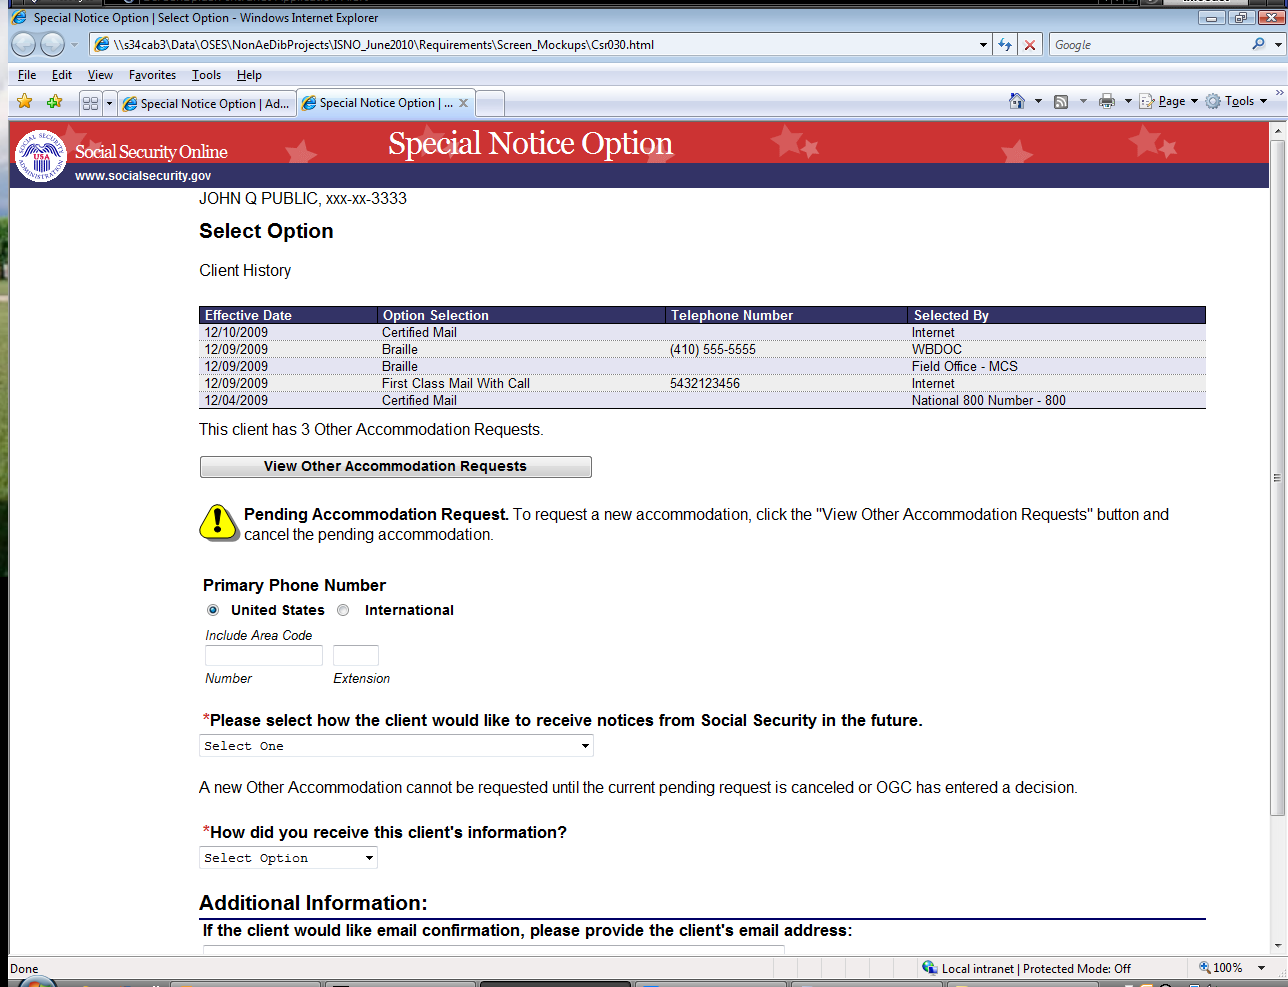 Special Notice Option | Select Option - Windows Internet Explorer
\\s34cab3\Data\OSES\NonAeDibProjects\ISNO_June2010\Requirements\Screen_Mockups\Csr030.html
Google
File Edit View Favorites Tools Help
Special Notice Option | Ad...
Special Notice Option | ...
Page
Tools
Social Security Online
Special Notice Option
www.socialsecurity.gov
USA
JOHN Q PUBLIC, xxx-xx-3333
Select Option
Client History
Effective Date Option Selection Telephone Number Selected By
12/10/2009 Certified Mail Internet
12/09/2009 Braille (410) 555-5555 WBDOC
12/09/2009 Braille Field Office - MCS
12/09/2009 First Class Mail With Call 5432123456 Internet
12/04/2009 Certified Mail National 800 Number - 800
This client has 3 Other Accommodation Requests.
View Other Accommodation Requests
Pending Accommodation Request. To request a new accommodation, click the "View Other Accommodation Requests" button and
cancel the pending accommodation.
Primary Phone Number
United States International
Include Area Code
Number Extension
*Please select how the client would like to receive notices from Social Security in the future.
Select One
A new Other Accommodation cannot be requested until the current pending request is canceled or OGC has entered a decision.
*How did you receive this client's information?
Select Option
Additional Information:
If the client would like email confirmation, please provide the client's email address:
Done
Local intranet | Protected Mode: Off
100%